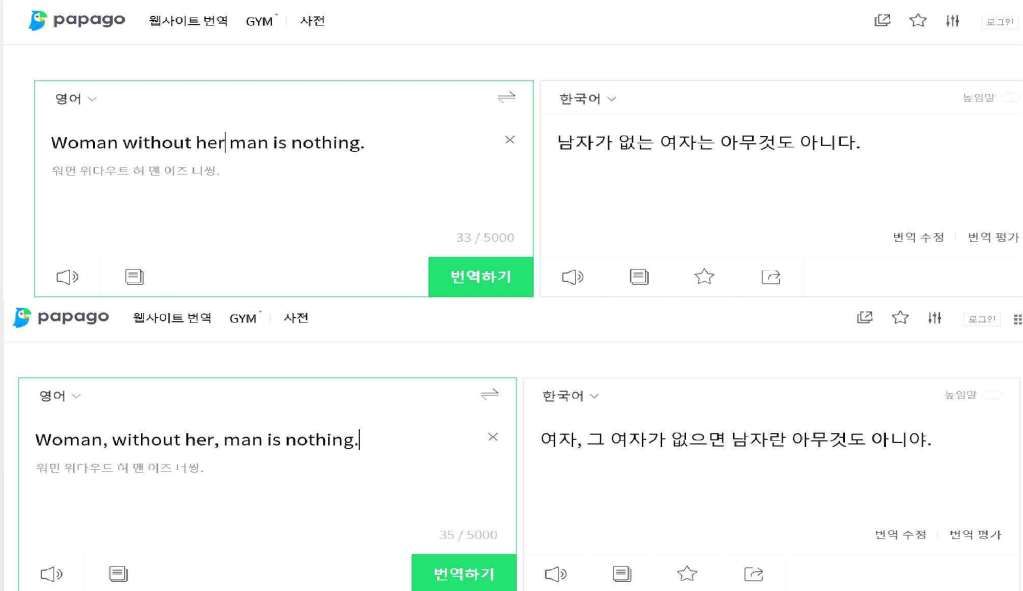 papago 웹사이트 번역 GYM 사전 로그인
영어
Woman without her man is nothing.
워먼 위다우트 허 맨 이즈 너씽.
33 / 5000
번역하기
한국어 높임말
남자가 없는 여자는 아무것도 아니다.
번역 수정 번역 평가
papago 웹사이트 번역 GYM 사전 로그인
영어
Woman, without her, man is nothing.
워먼 위다우드 허 맨 이즈 너씽.
35 / 5000
번역하기
한국어 높임말
여자, 그 여자가 없으면 남자란 아무것도 아니야.
번역 수정 번역 평가